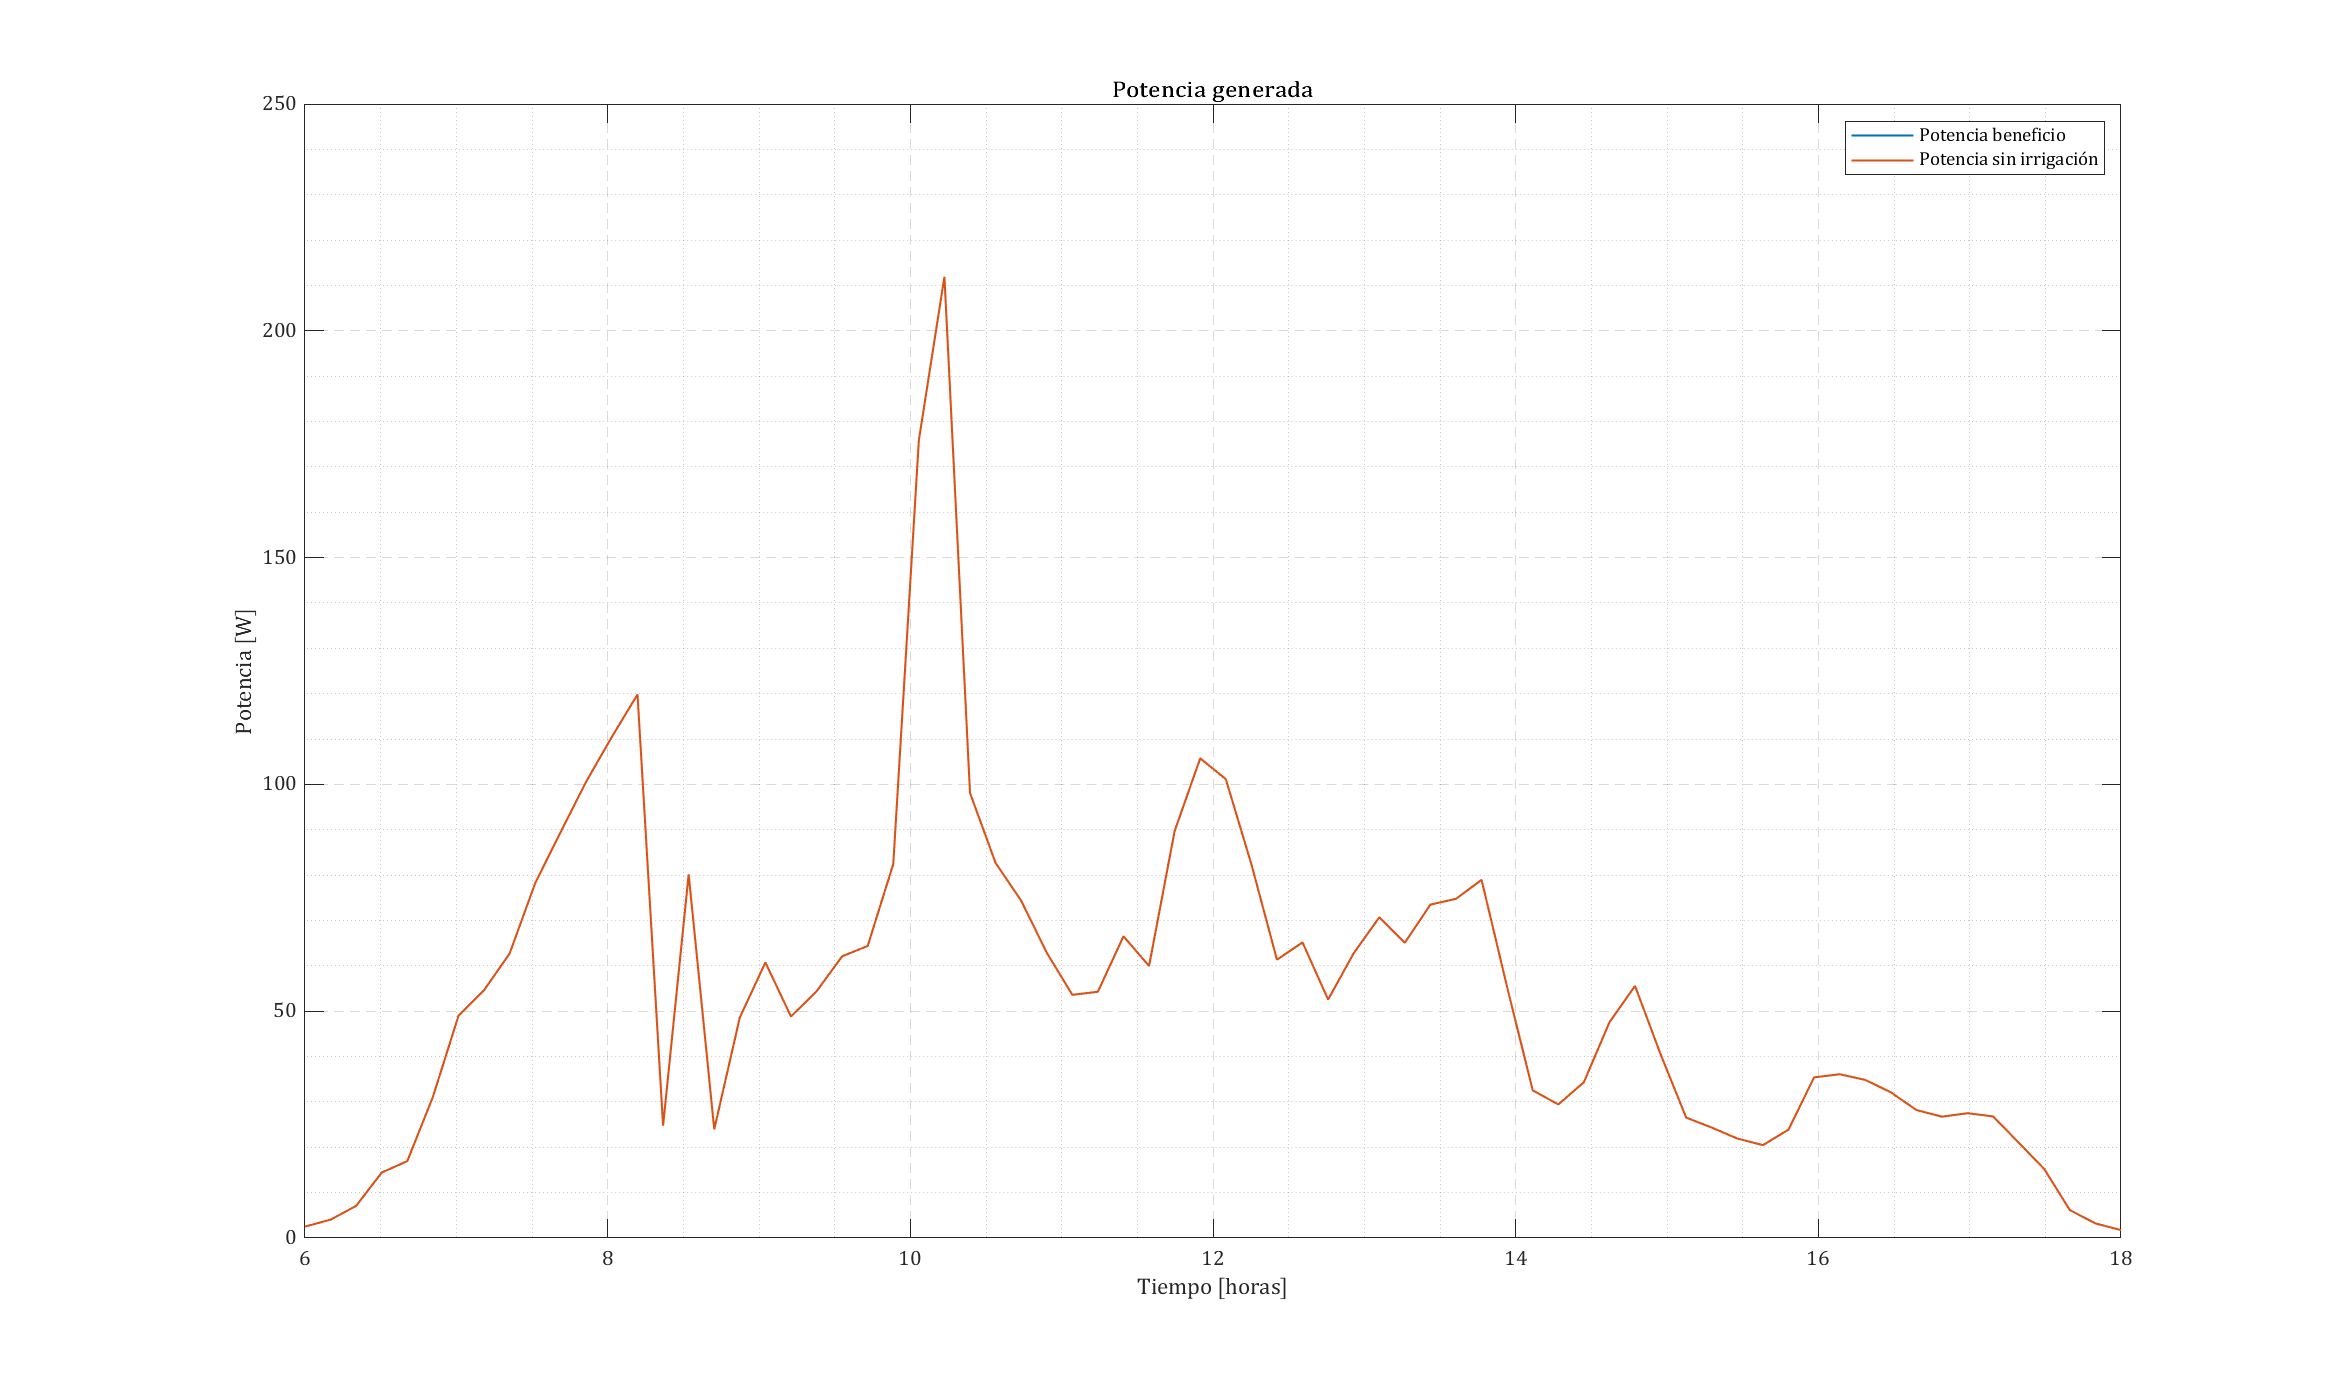 Potencia generada
250
200
150
100
50
0
Potencia [W]
Potencia beneficio
Potencia sin irrigación
6 8 10 12 14 16 18
Tiempo [horas]